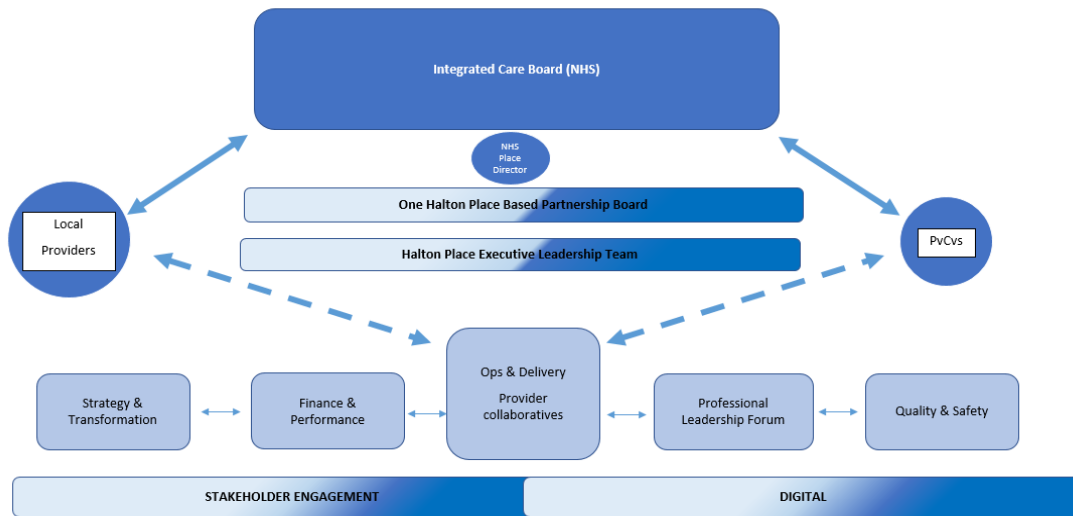 Integrated Care Board (NHS)
NHS
Place
Director
One Halton Place Based Partnership Board
Local
Providers
PvCvs
Halton Place Executive Leadership Team
Ops & Delivery
Provider
collaboratives
Strategy &
Transformation
Finance &
Performance
Professional
Leadership Forum
Quality & Safety
STAKEHOLDER ENGAGEMENT
DIGITAL